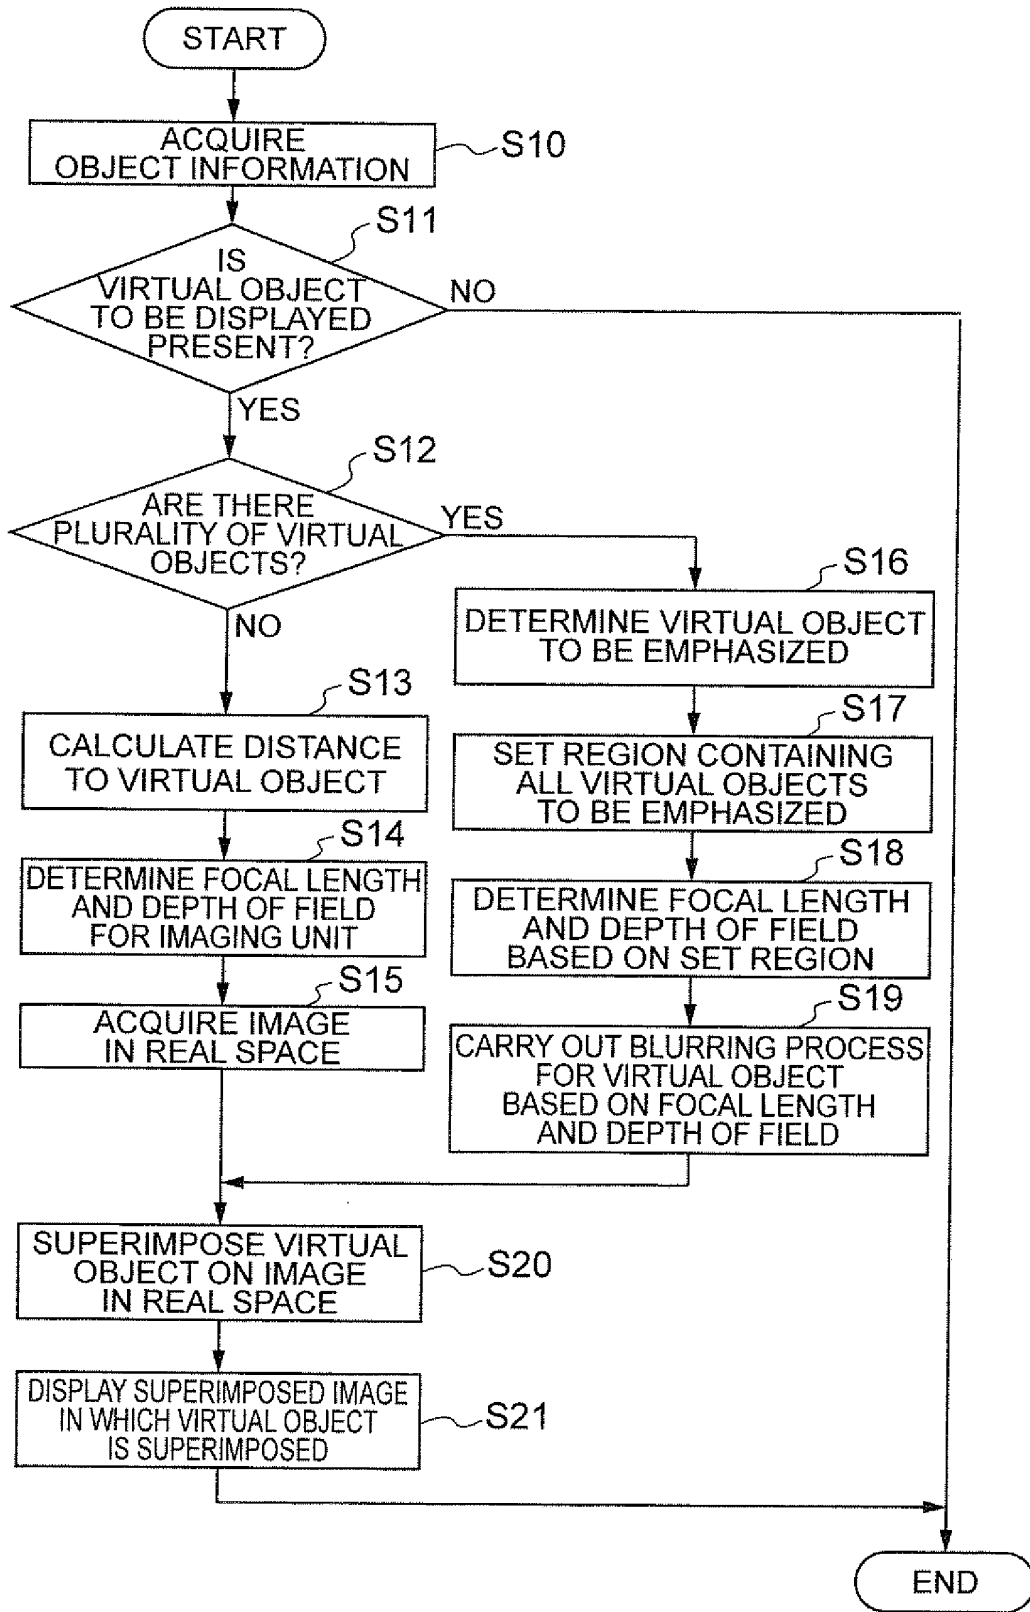 START
ACQUIRE
OBJECT INFORMATION
S10
S11
IS
VIRTUAL OBJECT
TO BE DISPLAYED
PRESENT?
NO
YES
S12
ARE THERE
PLURALITY OF VIRTUAL
OBJECTS?
YES
NO
S13
CALCULATE DISTANCE
TO VIRTUAL OBJECT
S14
DETERMINE FOCAL LENGTH
AND DEPTH OF FIELD
FOR IMAGING UNIT
S15
ACQUIRE IMAGE
IN REAL SPACE
S16
DETERMINE VIRTUAL OBJECT
TO BE EMPHASIZED
S17
SET REGION CONTAINING
ALL VIRTUAL OBJECTS
TO BE EMPHASIZED
S18
DETERMINE FOCAL LENGTH
AND DEPTH OF FIELD
BASED ON SET REGION
S19
CARRY OUT BLURRING PROCESS
FOR VIRTUAL OBJECT
BASED ON FOCAL LENGTH
AND DEPTH OF FIELD
SUPERIMPOSE VIRTUAL
OBJECT ON IMAGE
IN REAL SPACE
S20
DISPLAY SUPERIMPOSED IMAGE
IN WHICH VIRTUAL OBJECT
IS SUPERIMPOSED
S21
END